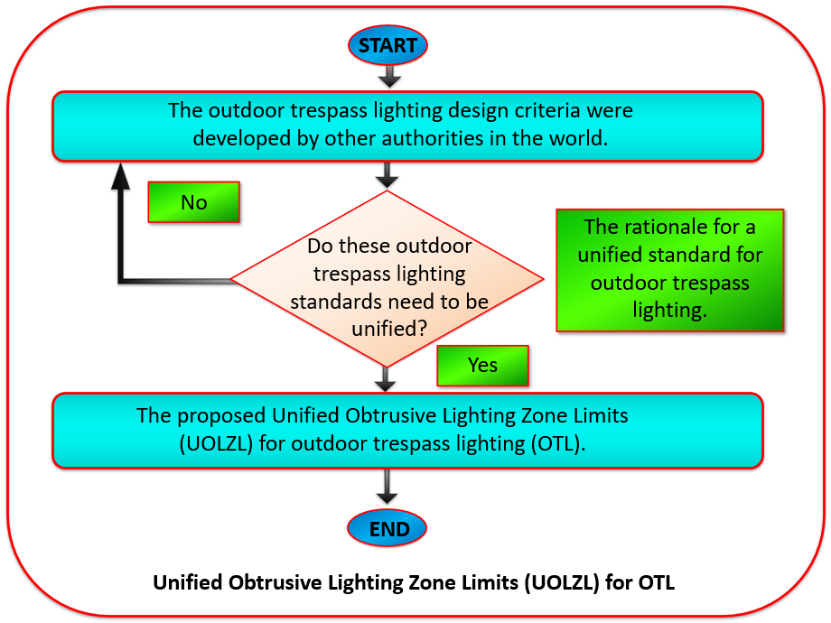 START
The outdoor trespass lighting design criteria were
developed by other authorities in the world.
No
Do these outdoor
trespass lighting
standards need to be
unified?
The rationale for a
unified standard for
outdoor trespass
lighting.
Yes
The proposed Unified Obtrusive Lighting Zone Limits
(UOLZL) for outdoor trespass lighting (OTL).
END
Unified Obtrusive Lighting Zone Limits (UOLZL) for OTL